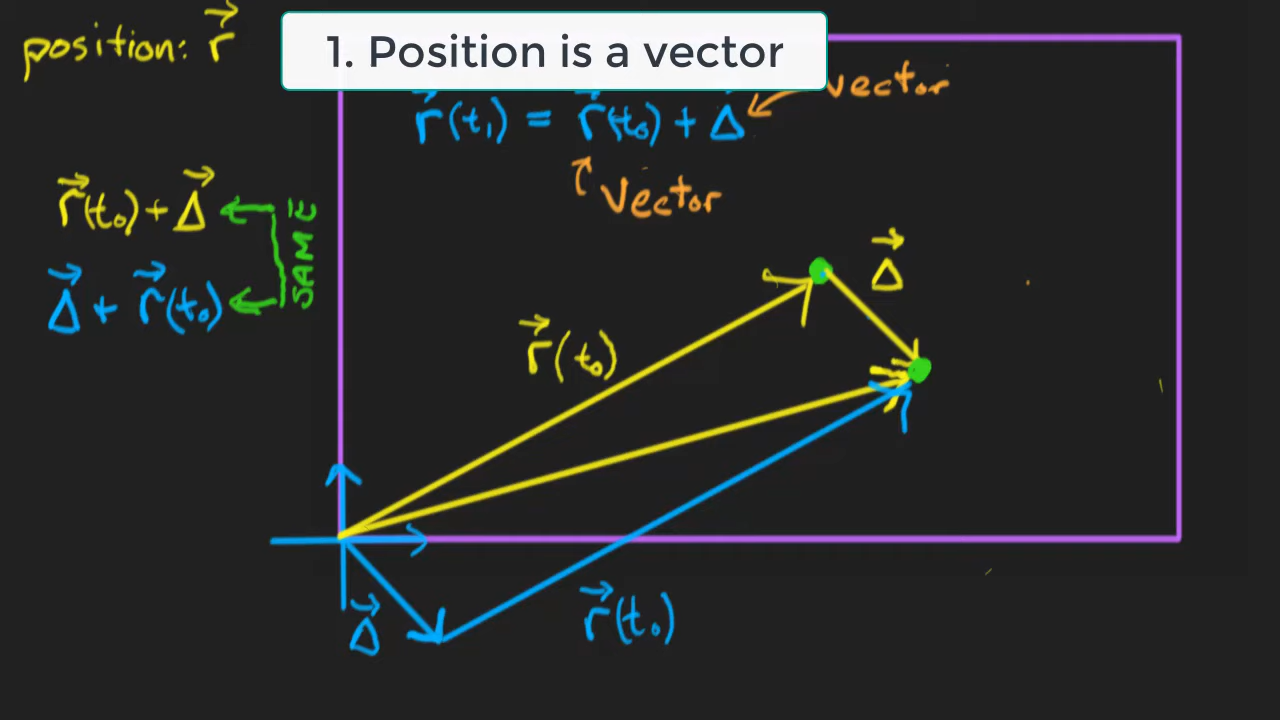 position: r⃗
1. Position is a vector
vector
r⃗(t₁) = r⃗(t₀) + Δ⃗
vector
r⃗(t₀) + Δ⃗
SAME
Δ⃗ + r⃗(t₀)
Δ⃗
r⃗(t₀)
Δ⃗
r⃗(t₀)